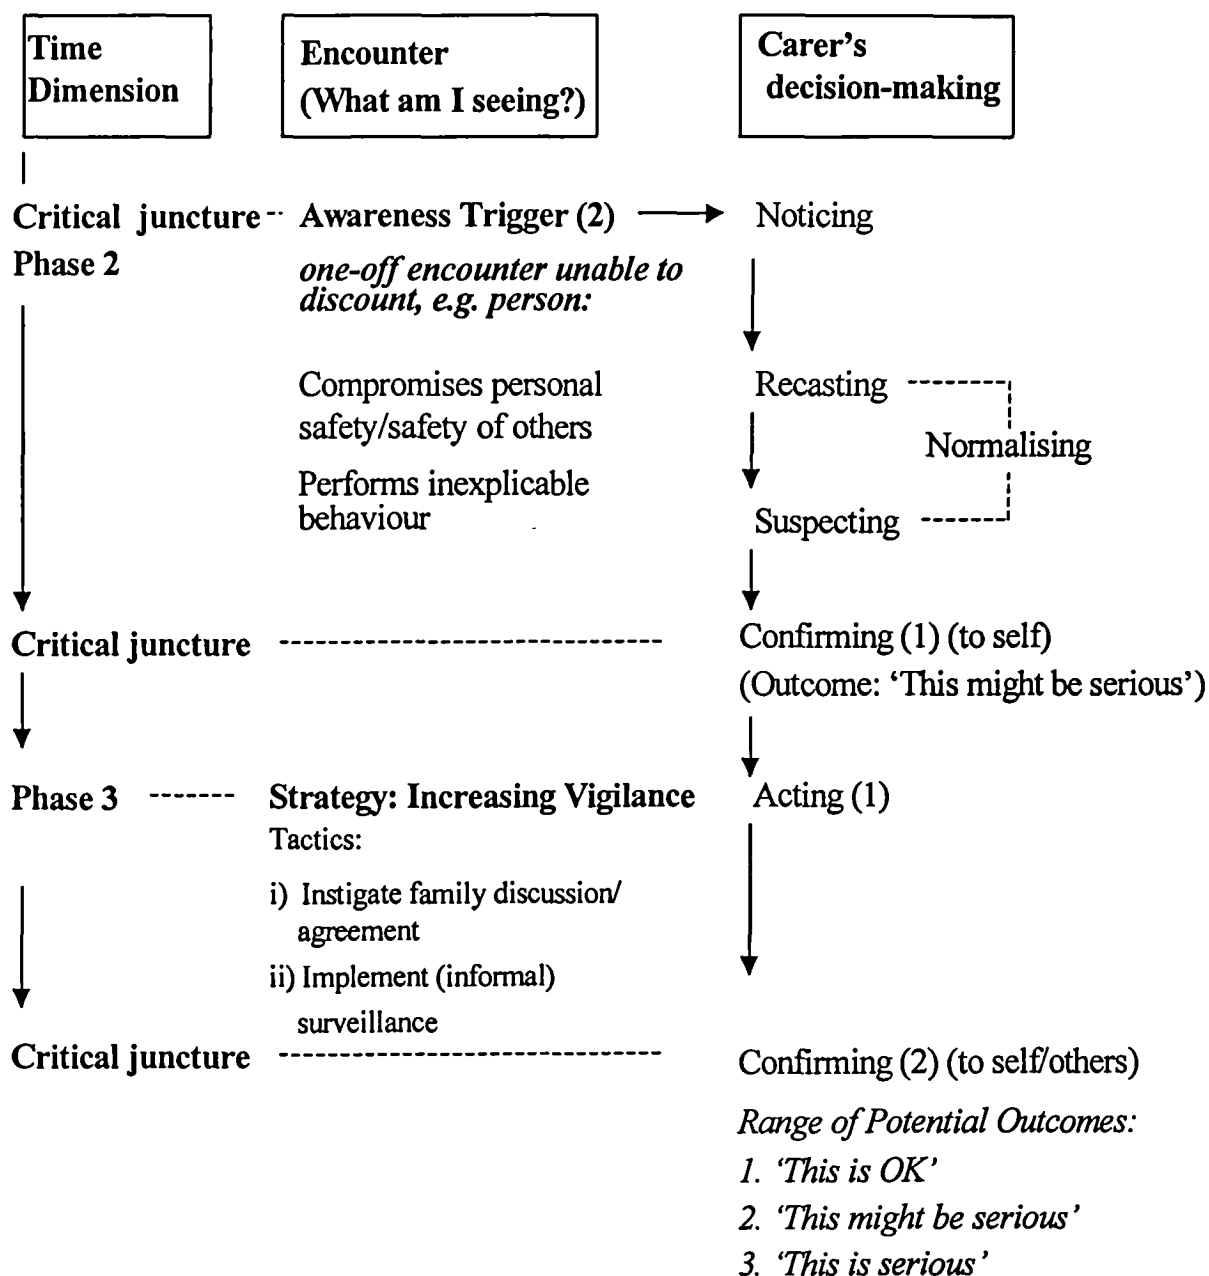 Time
Dimension
Encounter
(What am I seeing?)
Carer's
decision-making
Critical juncture
Phase 2
Awareness Trigger (2)
one-off encounter unable to
discount, e.g. person:
Compromises personal
safety/safety of others
Performs inexplicable
behaviour
Noticing
Recasting
Normalising
Suspecting
Critical juncture
Confirming (1) (to self)
(Outcome: ‘This might be serious’)
Phase 3
Strategy: Increasing Vigilance
Tactics:
i) Instigate family discussion/
agreement
ii) Implement (informal)
surveillance
Acting (1)
Critical juncture
Confirming (2) (to self/others)
Range of Potential Outcomes:
1. ‘This is OK’
2. ‘This might be serious’
3. ‘This is serious’